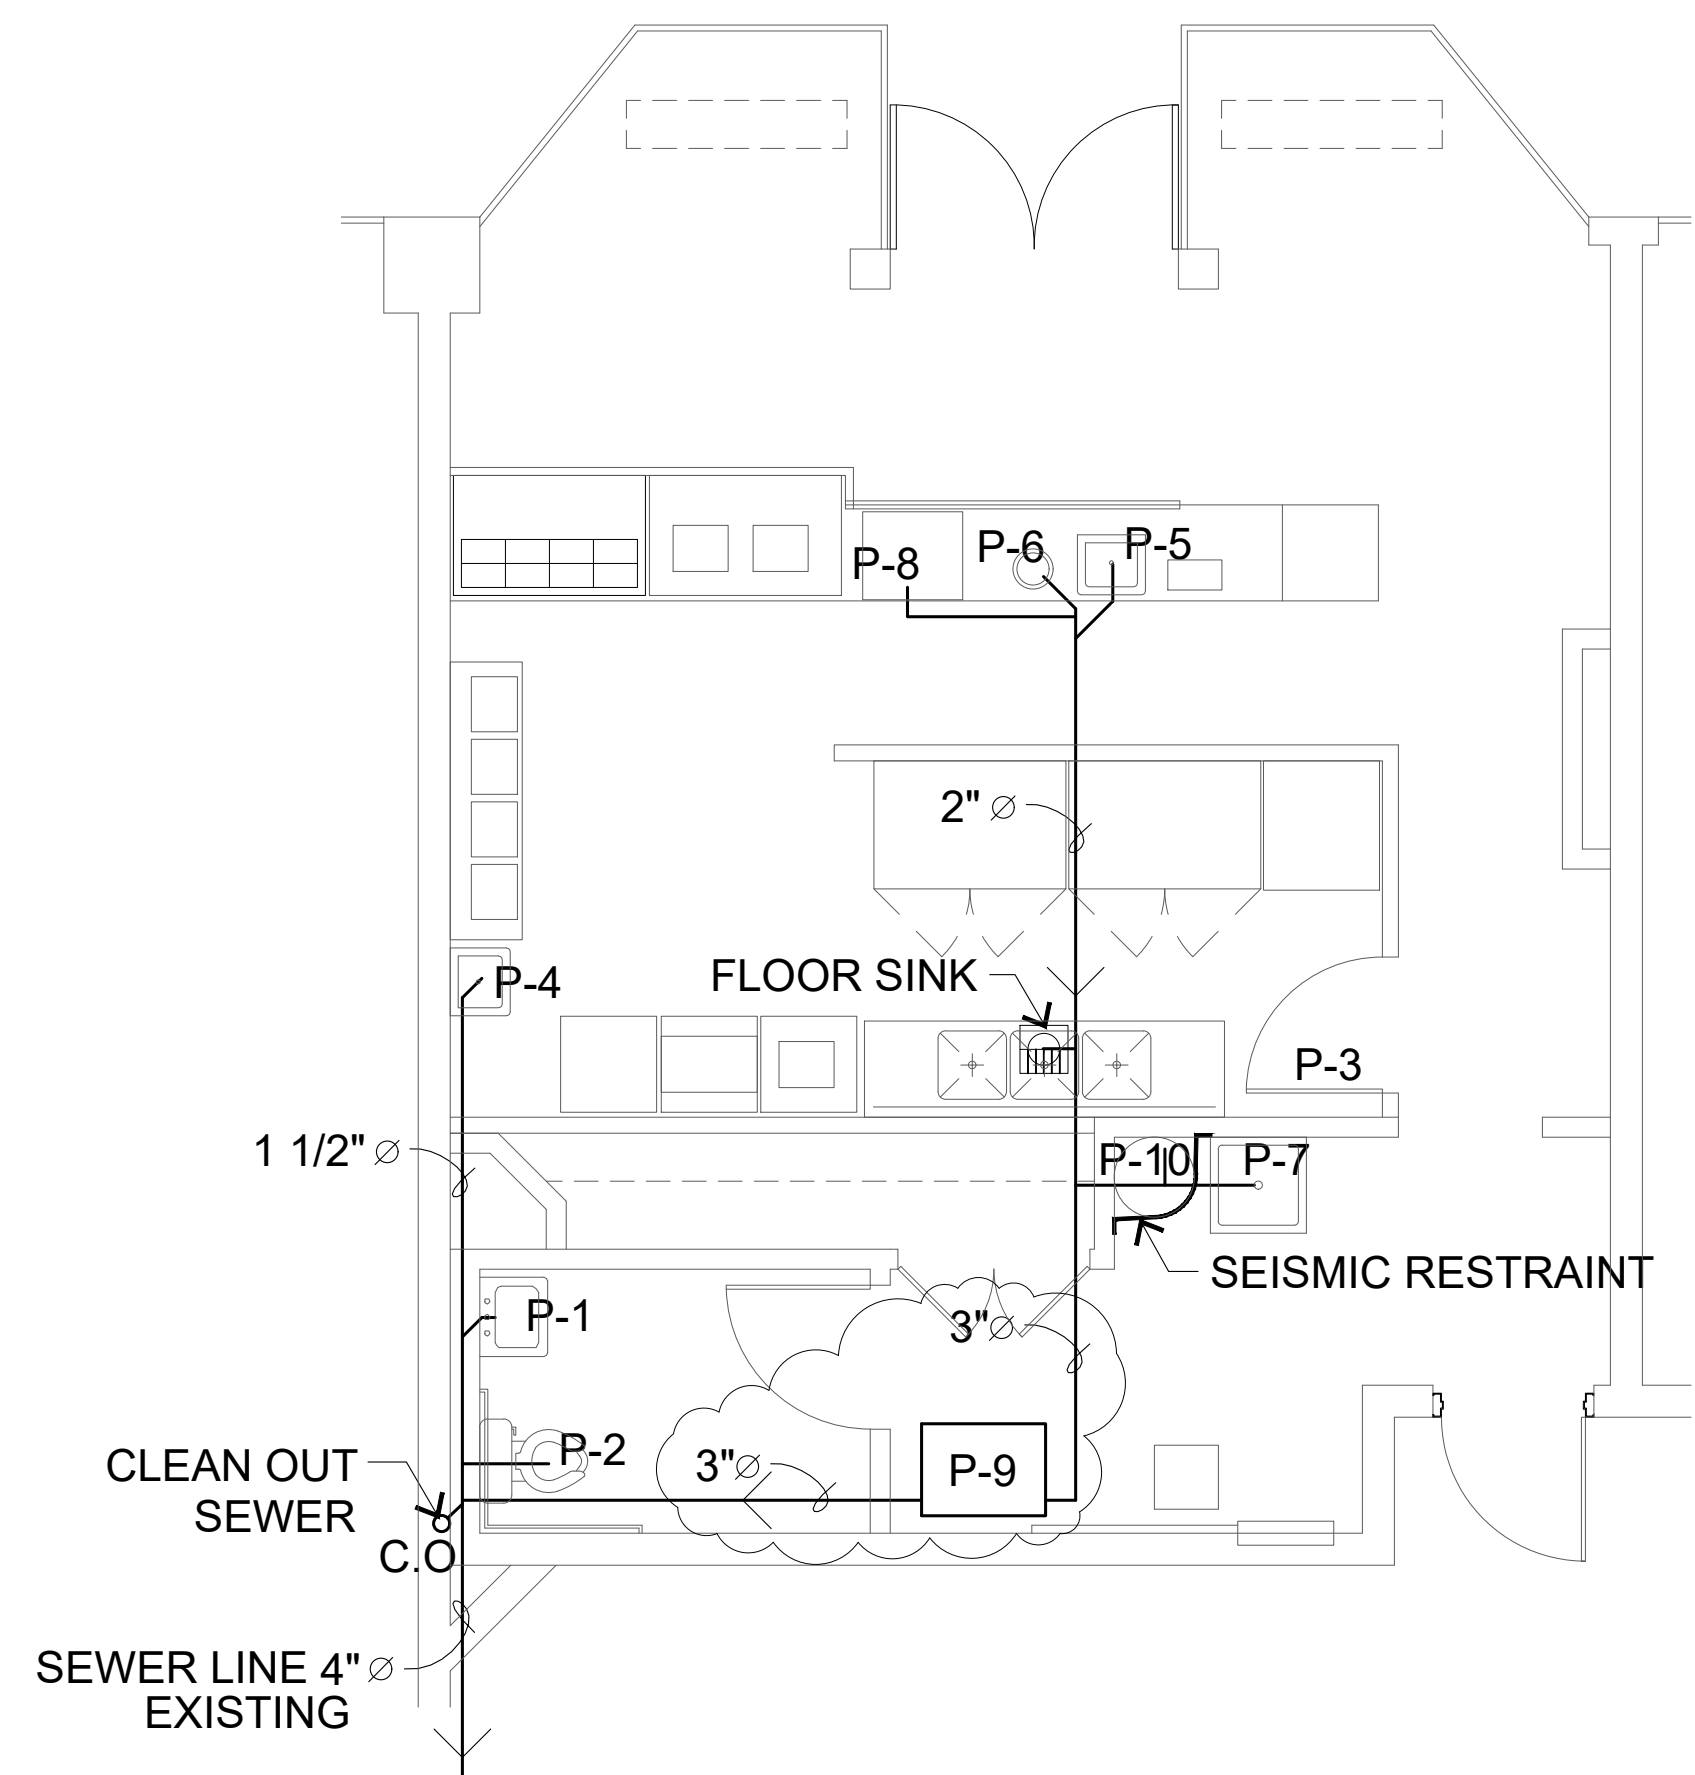 P-8
P-6
P-5
2" ∅
P-4
FLOOR SINK
P-3
1 1/2" ∅
P-10
P-7
SEISMIC RESTRAINT
P-1
3"∅
P-2
3"∅
P-9
CLEAN OUT
SEWER
C.O
SEWER LINE 4" ∅
EXISTING